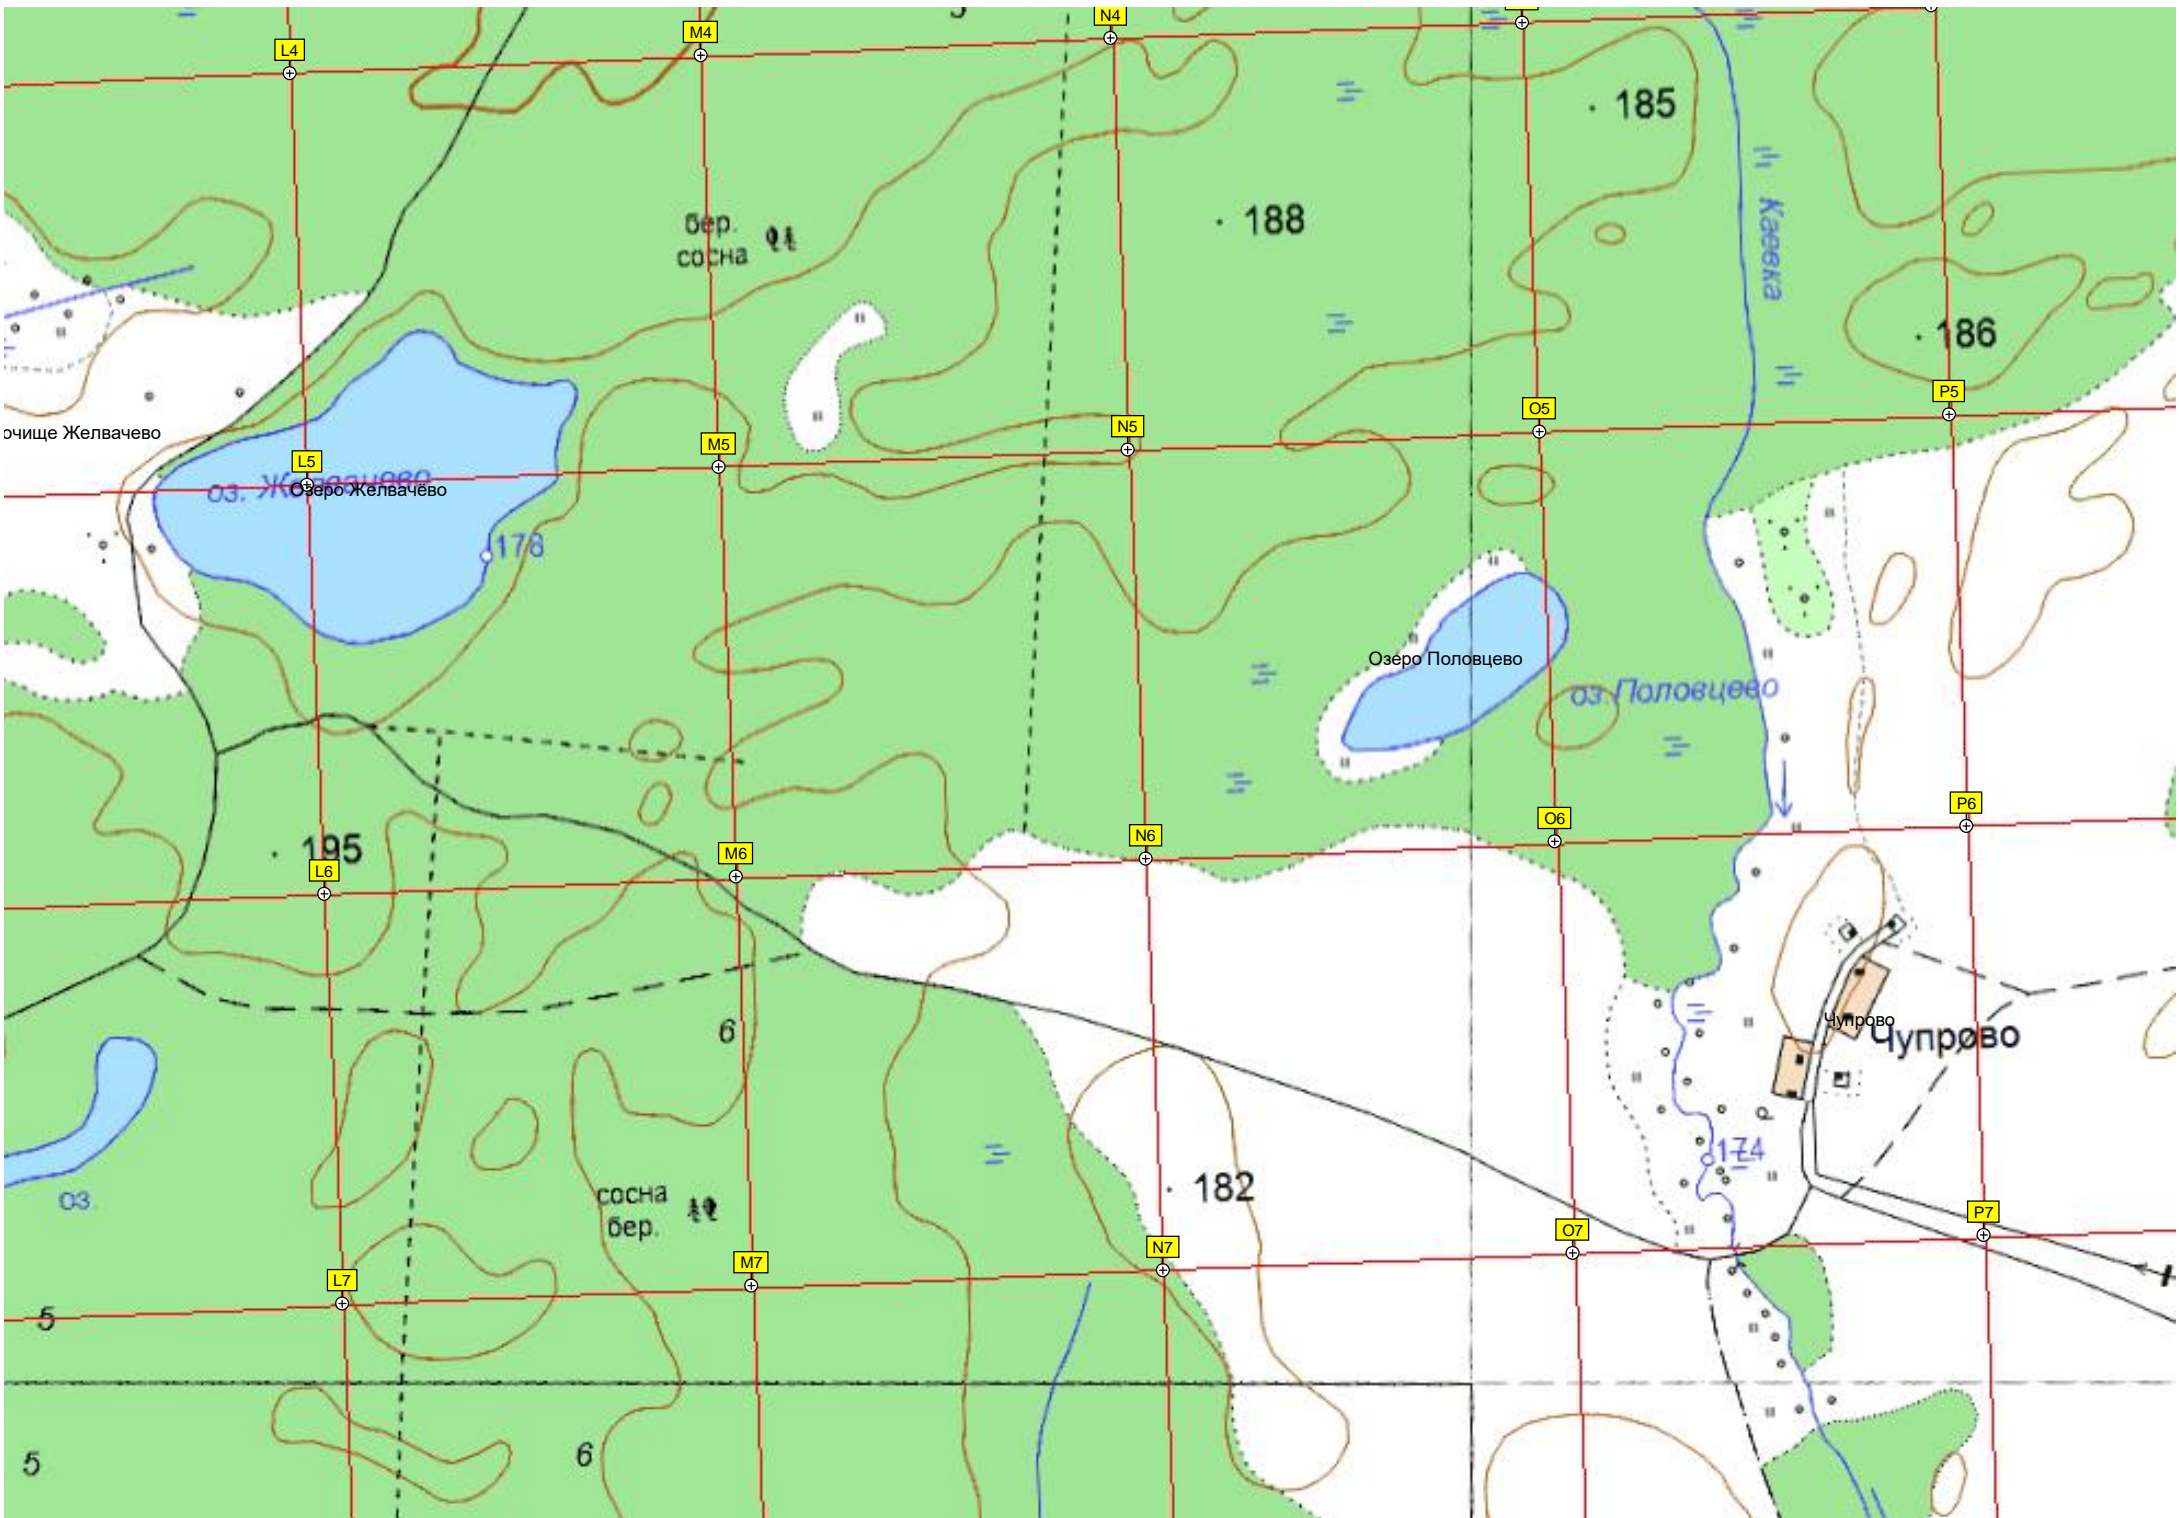 N4
M4
L4
185
188
Каевка
бер.
сосна
186
P5
O5
N5
M5
L5
очище Желвачево
оз. Желвачево
Озеро Желвачёво
178
Озеро Половцево
оз. Половцево
P6
O6
N6
M6
195
L6
6
Чупрово
Чупрово
174
182
сосна
бер.
оз
P7
O7
N7
M7
L7
5
6
5